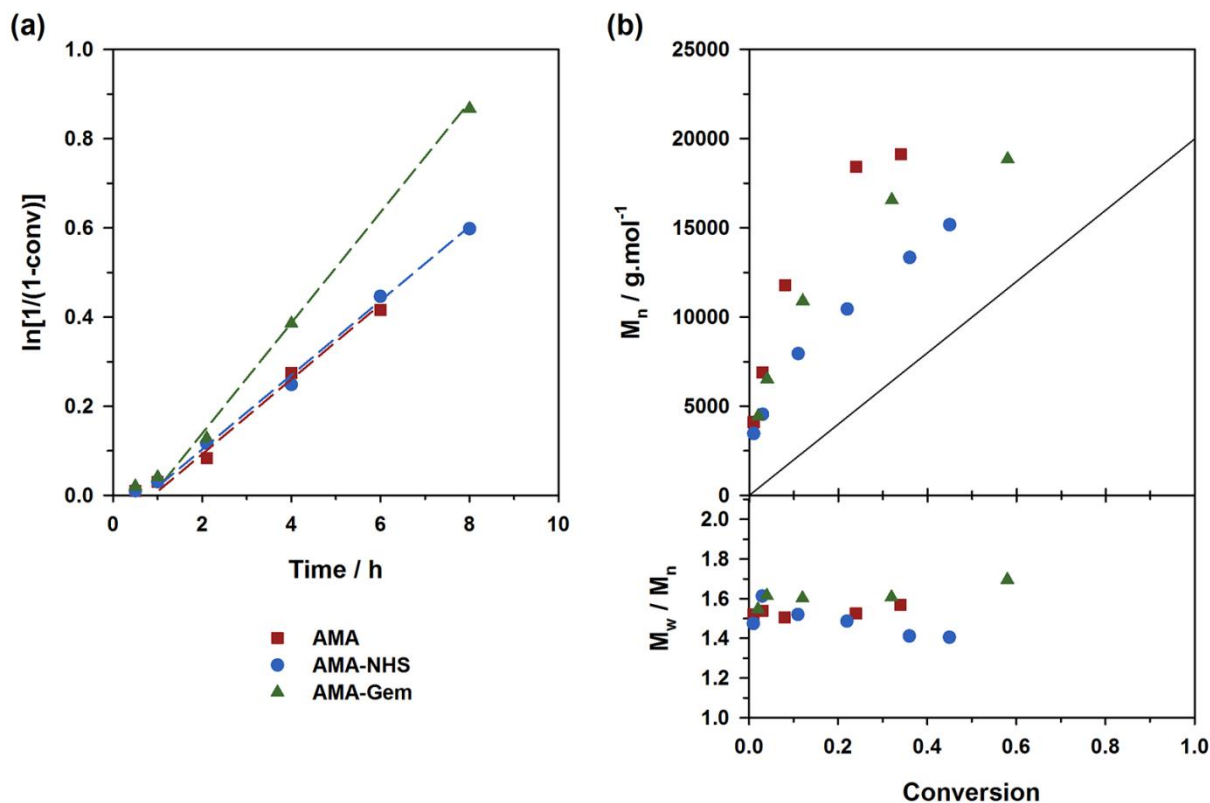 (a)
1.0
0.8
0.6
0.4
0.2
0.0
ln[1/(1-conv)]
0 2 4 6 8 10
Time / h
AMA
AMA-NHS
AMA-Gem
(b)
25000
20000
15000
10000
5000
0
Mₙ / g.mol⁻¹
2.0
1.8
1.6
1.4
1.2
1.0
M_w / Mₙ
0.0 0.2 0.4 0.6 0.8 1.0
Conversion